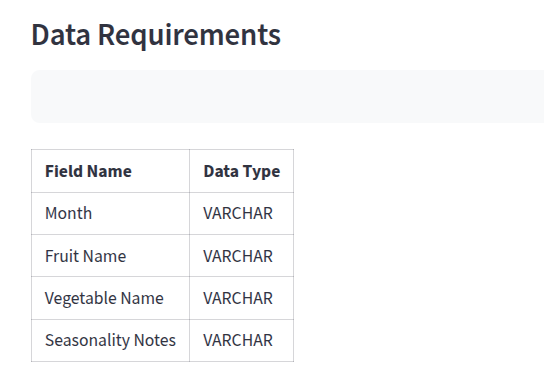 Data Requirements
Field Name Data Type
Month VARCHAR
Fruit Name VARCHAR
Vegetable Name VARCHAR
Seasonality Notes VARCHAR